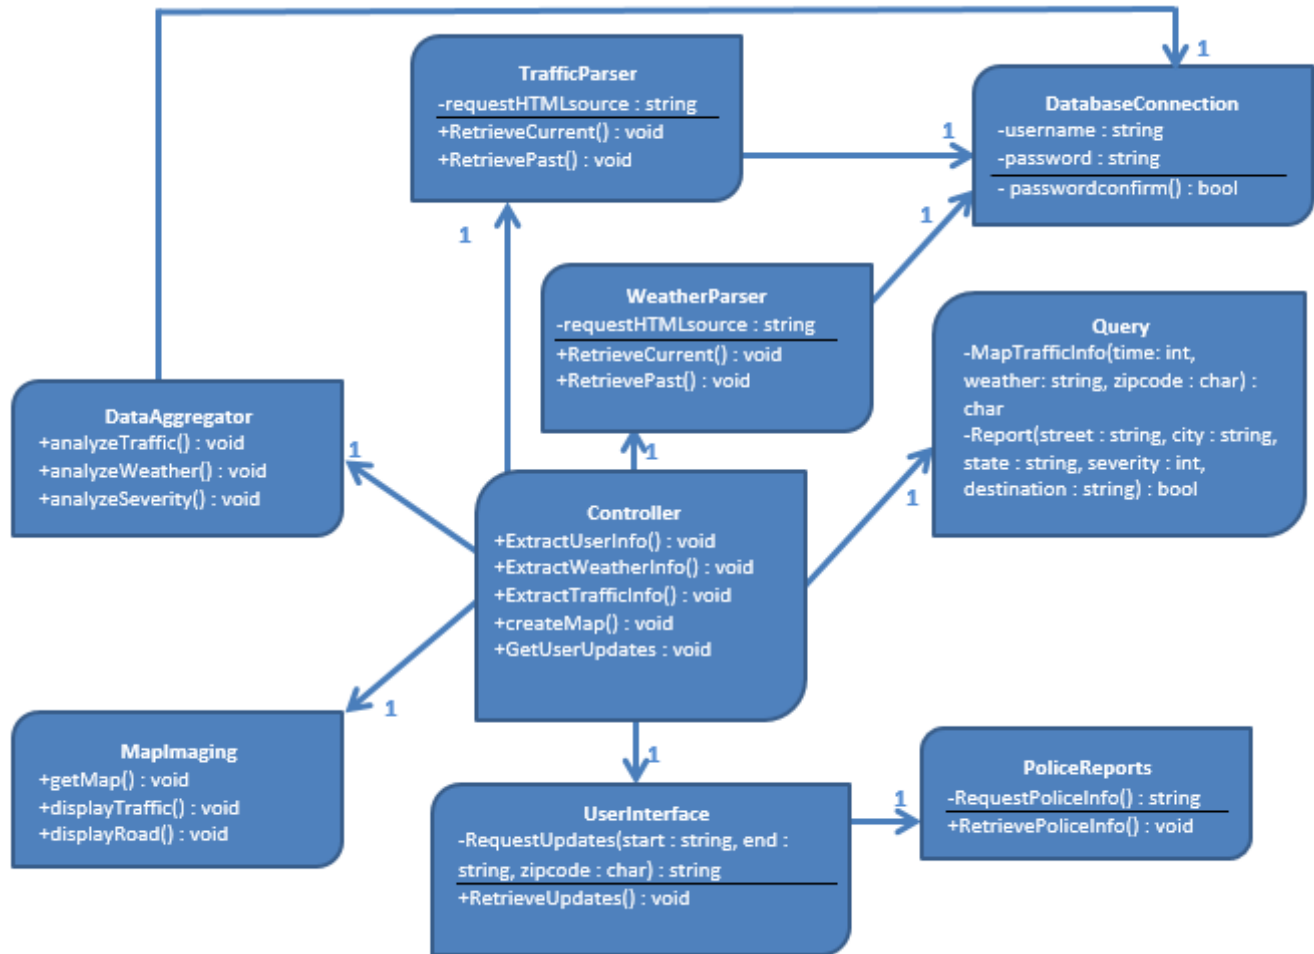 1
TrafficParser
-requestHTMLsource : string
+RetrieveCurrent() : void
+RetrievePast() : void
DatabaseConnection
-username : string
-password : string
- passwordconfirm() : bool
1
1
1
WeatherParser
-requestHTMLsource : string
+RetrieveCurrent() : void
+RetrievePast() : void
Query
-MapTrafficInfo(time: int,
weather: string, zipcode : char) :
char
-Report(street : string, city : string,
state : string, severity : int,
destination : string) : bool
DataAggregator
+analyzeTraffic() : void
+analyzeWeather() : void
+analyzeSeverity() : void
1
1
1
Controller
+ExtractUserInfo() : void
+ExtractWeatherInfo() : void
+ExtractTrafficInfo() : void
+createMap() : void
+GetUserUpdates : void
1
MapImaging
+getMap() : void
+displayTraffic() : void
+displayRoad() : void
1
UserInterface
-RequestUpdates(start : string, end :
string, zipcode : char) : string
+RetrieveUpdates() : void
1
PoliceReports
-RequestPoliceInfo() : string
+RetrievePoliceInfo() : void